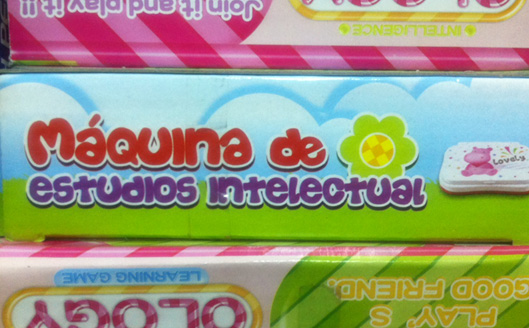 Join it and play it !!
INTELLIGENCE
Máquina de
estudios intelectual
Lovely
LEARNING GAME
OLOGY
PLAY'S
GOOD FRIEND.